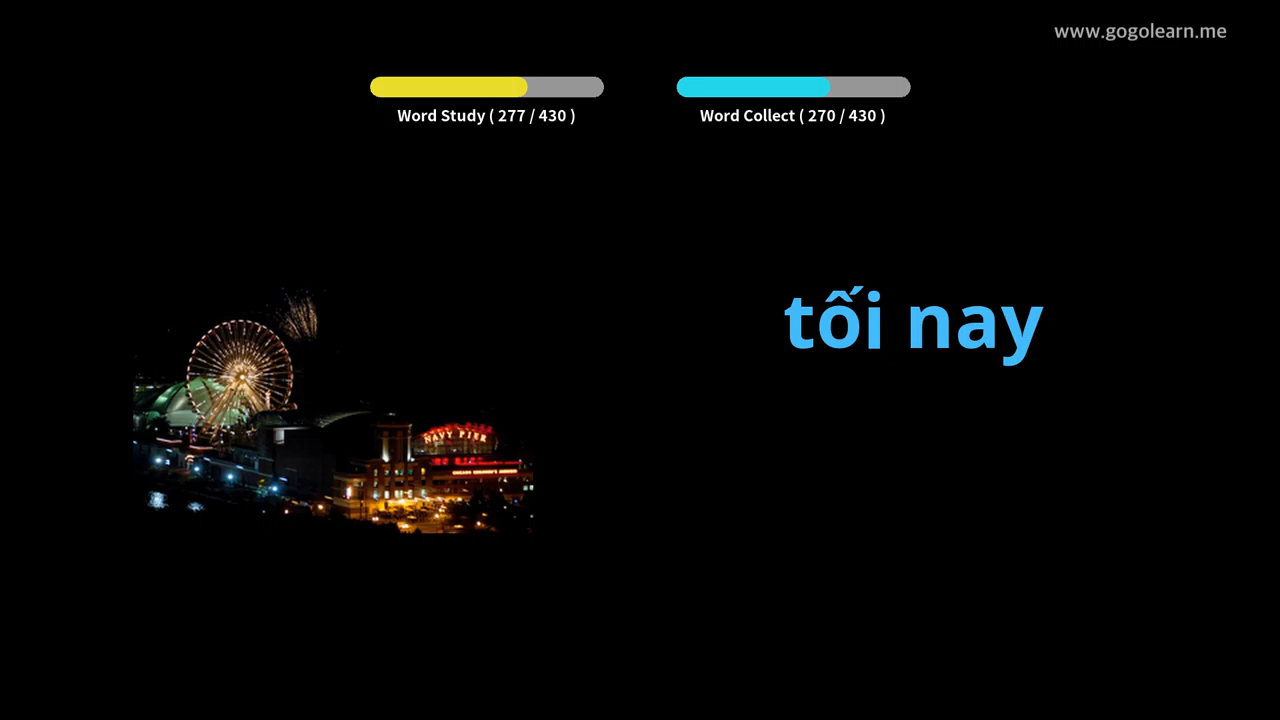 www.gogolearn.me
Word Study ( 277 / 430 )
Word Collect ( 270 / 430 )
tối nay
NAVY PIER